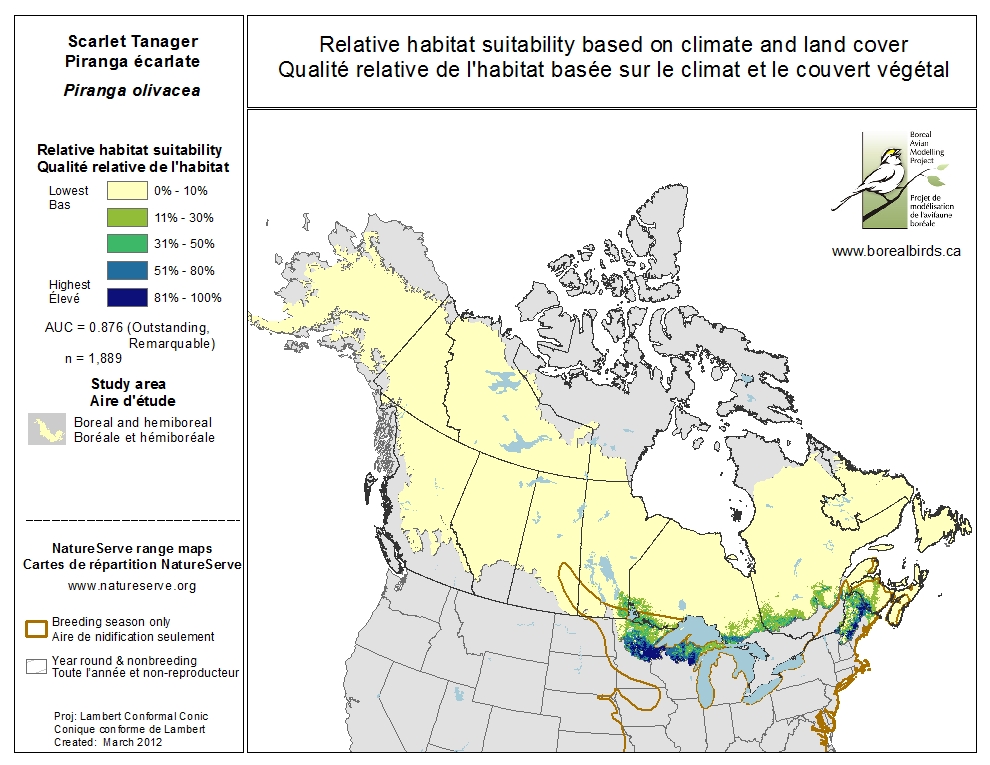 Scarlet Tanager
Piranga écarlate
Piranga olivacea
Relative habitat suitability
Qualité relative de l'habitat
Lowest
Bas
0% - 10%
11% - 30%
31% - 50%
51% - 80%
Highest
Élevé
81% - 100%
AUC = 0.876 (Outstanding,
Remarquable)
n = 1,889
Study area
Aire d'étude
Boreal and hemiboreal
Boréale et hémiboréale
NatureServe range maps
Cartes de répartition NatureServe
www.natureserve.org
Breeding season only
Aire de nidification seulement
Year round & nonbreeding
Toute l'année et non-reproducteur
Proj: Lambert Conformal Conic
Conique conforme de Lambert
Created: March 2012
Relative habitat suitability based on climate and land cover
Qualité relative de l'habitat basée sur le climat et le couvert végétal
Boreal
Avian
Modelling
Project
Projet de
modélisation
de l'avifaune
boréale
www.borealbirds.ca